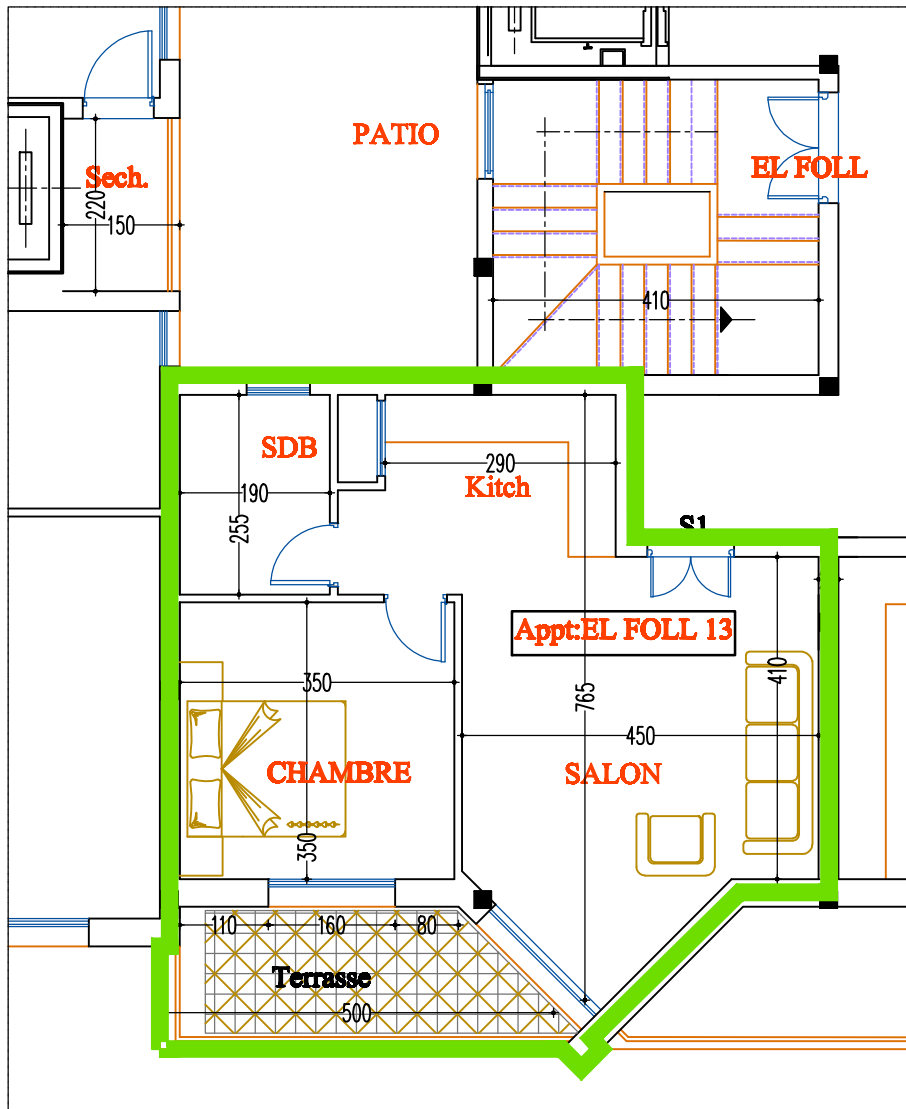 PATIO
EL FOLL
Sech.
220
150
410
SDB
290
Kitch
190
255
S1
Appt:EL FOLL 13
350
410
765
450
CHAMBRE
SALON
350
110
160
80
Terrasse
500